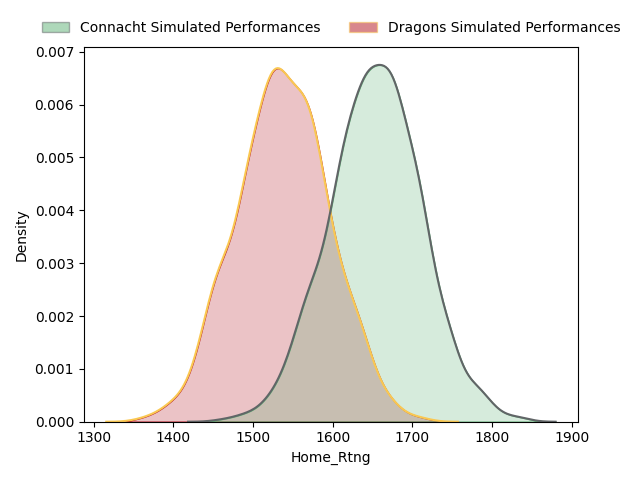 Connacht Simulated Performances Dragons Simulated Performances
0.007
0.006
0.005
0.004
0.003
0.002
0.001
0.000
Density
1300 1400 1500 1600 1700 1800 1900
Home_Rtng